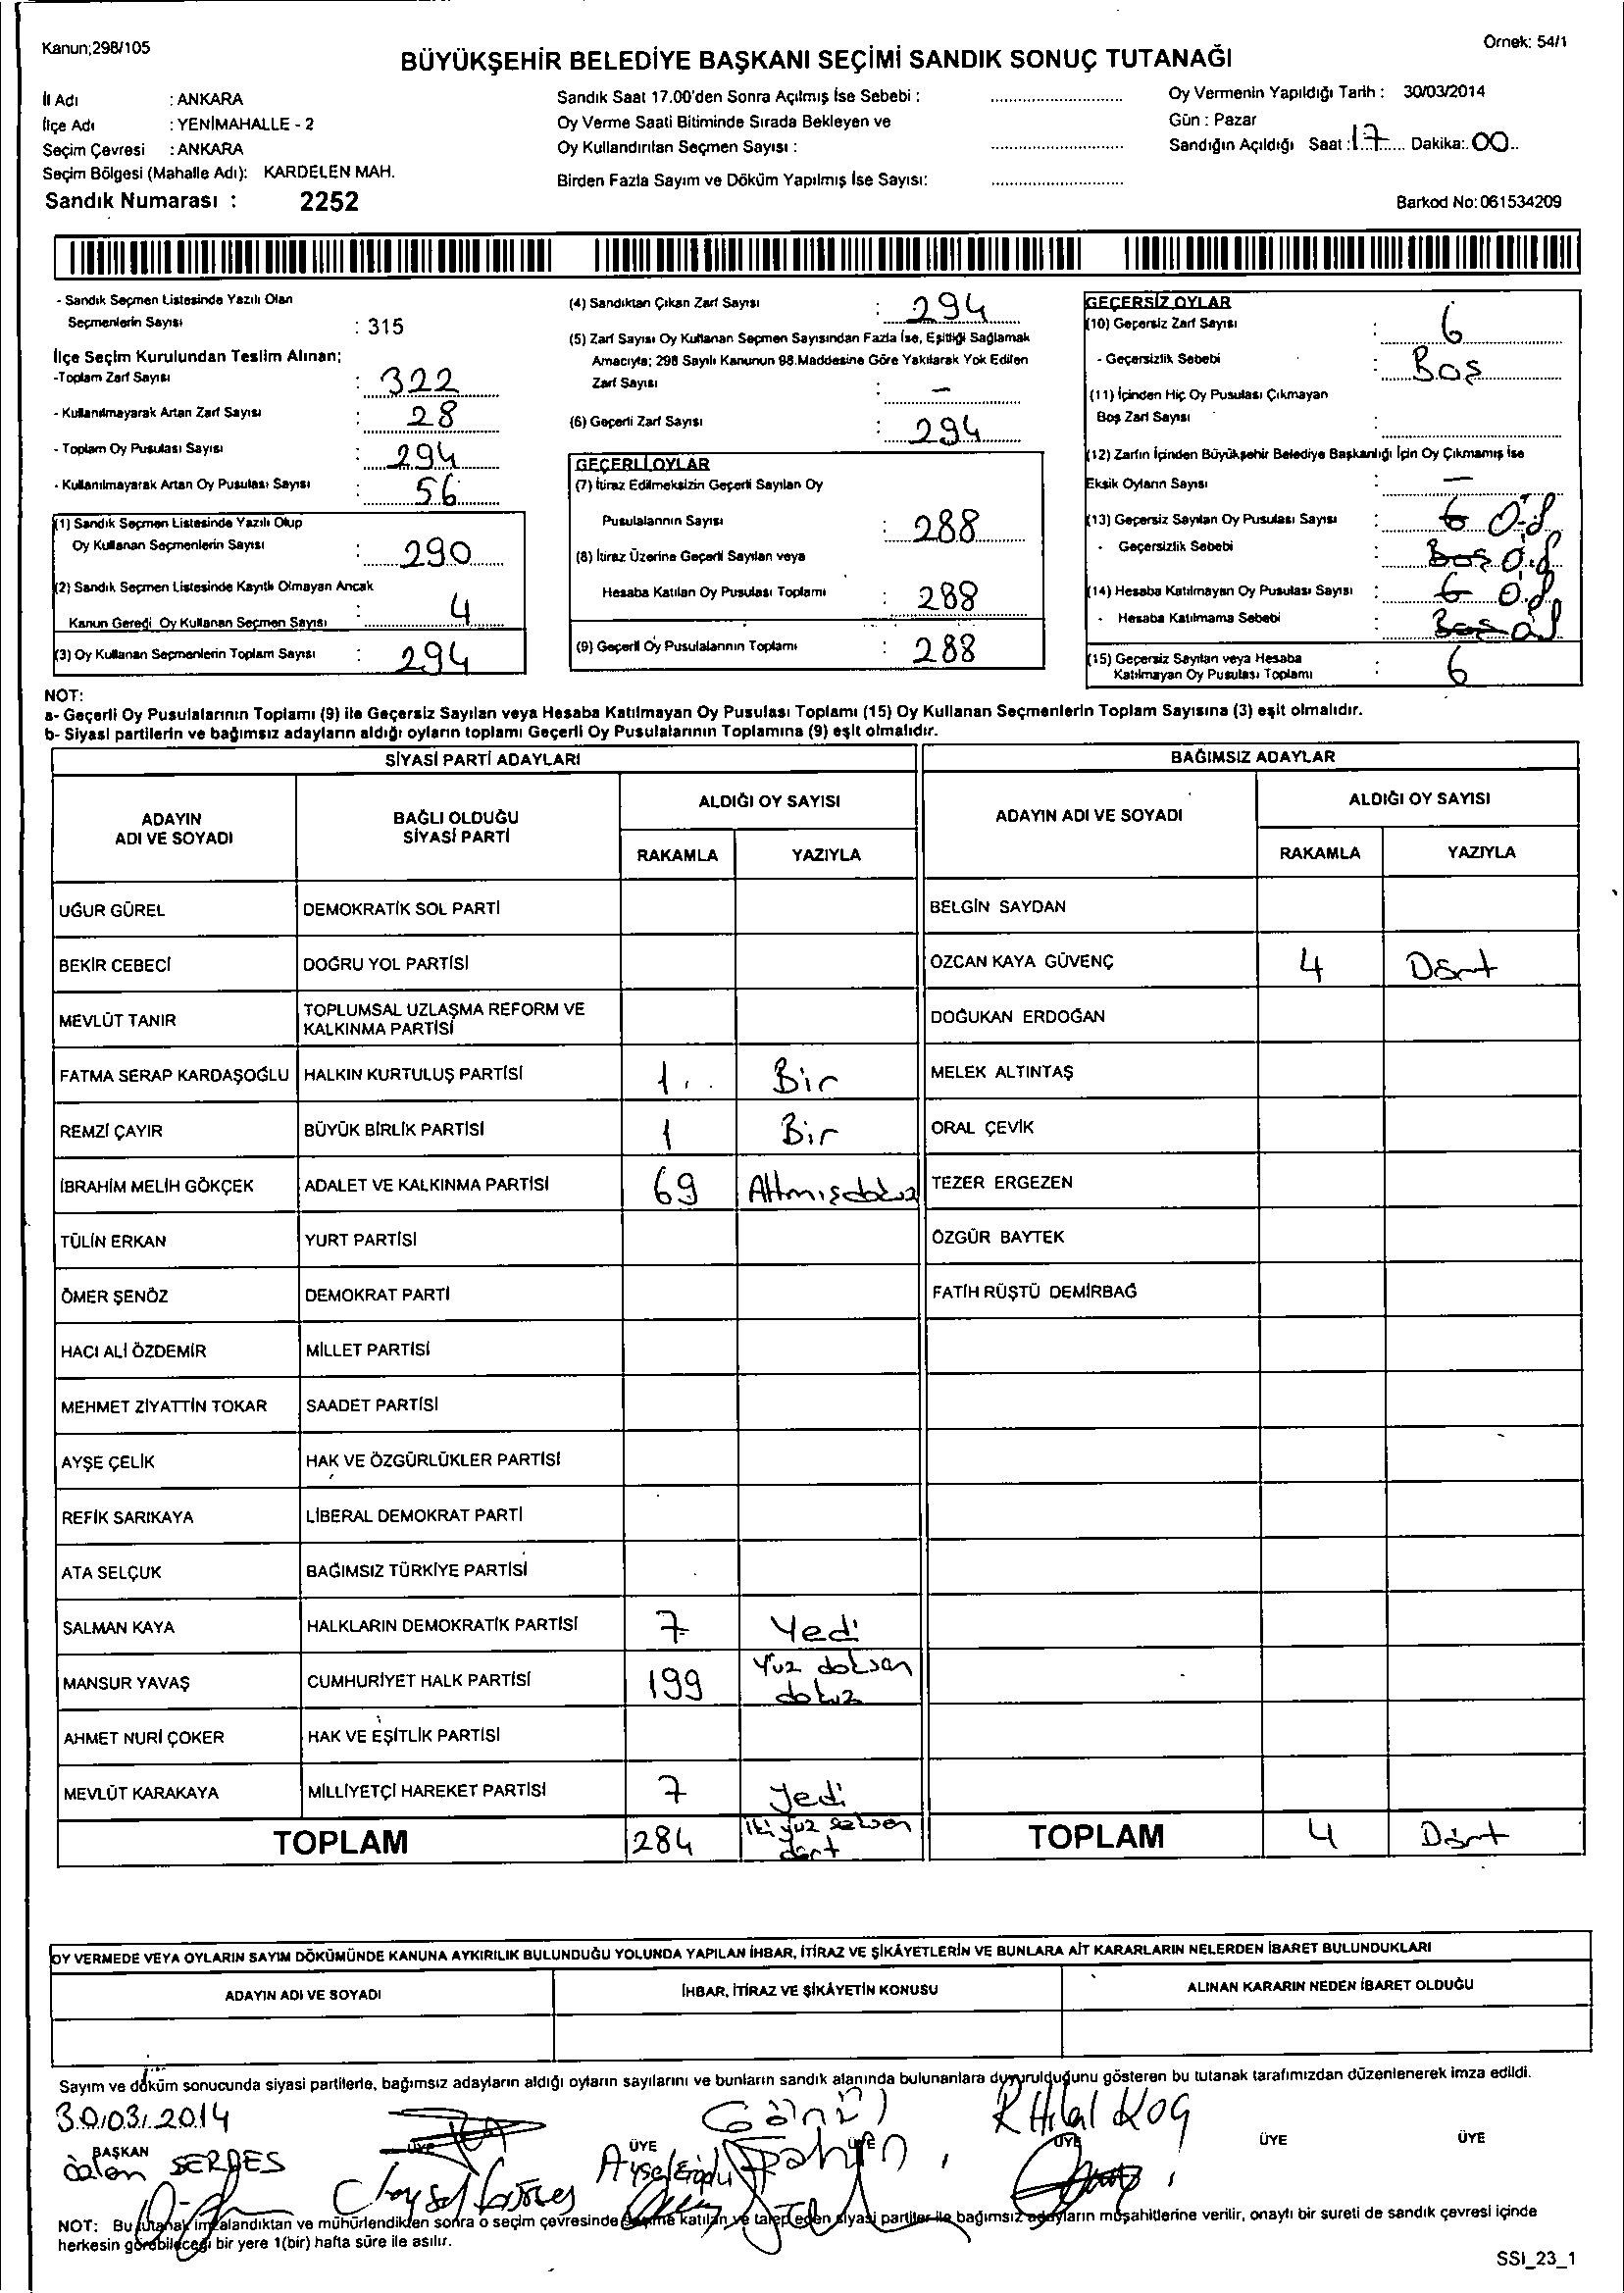 Kanun;298/105
Örnek: 54/1
BÜYÜKŞEHİR BELEDİYE BAŞKANI SEÇİMİ SANDIK SONUÇ TUTANAĞI
İl Adı : ANKARA
İlçe Adı : YENİMAHALLE - 2
Seçim Çevresi : ANKARA
Seçim Bölgesi (Mahalle Adı): KARDELEN MAH.
Sandık Numarası : 2252
Sandık Saat 17.00'den Sonra Açılmış İse Sebebi :
Oy Verme Saati Bitiminde Sırada Bekleyen ve
Oy Kullandırılan Seçmen Sayısı :
Birden Fazla Sayım ve Döküm Yapılmış İse Sayısı:
Oy Vermenin Yapıldığı Tarih : 30/03/2014
Gün : Pazar
Sandığın Açıldığı Saat : 17 Dakika: 00
Barkod No: 061534209
- Sandık Seçmen Listesinde Yazılı Olan
Seçmenlerin Sayısı : 315
İlçe Seçim Kurulundan Teslim Alınan;
-Toplam Zarf Sayısı : 322
- Kullanılmayarak Artan Zarf Sayısı : 28
- Toplam Oy Pusulası Sayısı : 294
- Kullanılmayarak Artan Oy Pusulası Sayısı : 56
(1) Sandık Seçmen Listesinde Yazılı Olup
Oy Kullanan Seçmenlerin Sayısı : 290
(2) Sandık Seçmen Listesinde Kayıtlı Olmayan Ancak
Kanun Gereği Oy Kullanan Seçmen Sayısı : 4
(3) Oy Kullanan Seçmenlerin Toplam Sayısı : 294
(4) Sandıktan Çıkan Zarf Sayısı : 294
(5) Zarf Sayısı Oy Kullanan Seçmen Sayısından Fazla İse, Eşitliği Sağlamak
Amacıyla; 298 Sayılı Kanunun 98.Maddesine Göre Yakılarak Yok Edilen
Zarf Sayısı : -
(6) Geçerli Zarf Sayısı : 294
GEÇERLİ OYLAR
(7) İtiraz Edilmeksizin Geçerli Sayılan Oy
Pusulalarının Sayısı : 288
(8) İtiraz Üzerine Geçerli Sayılan veya
Hesaba Katılan Oy Pusulası Toplamı : 288
(9) Geçerli Oy Pusulalarının Toplamı : 288
GEÇERSİZ OYLAR
(10) Geçersiz Zarf Sayısı : 6
- Geçersizlik Sebebi : Boş
(11) İçinden Hiç Oy Pusulası Çıkmayan
Boş Zarf Sayısı :
(12) Zarfın İçinden Büyükşehir Belediye Başkanlığı İçin Oy Çıkmamış İse
Eksik Oyların Sayısı : -
(13) Geçersiz Sayılan Oy Pusulası Sayısı : 6
- Geçersizlik Sebebi : Boş
(14) Hesaba Katılmayan Oy Pusulası Sayısı : 6
- Hesaba Katılmama Sebebi : Boş
(15) Geçersiz Sayılan veya Hesaba
Katılmayan Oy Pusulası Toplamı : 6
NOT:
a- Geçerli Oy Pusulalarının Toplamı (9) ile Geçersiz Sayılan veya Hesaba Katılmayan Oy Pusulası Toplamı (15) Oy Kullanan Seçmenlerin Toplam Sayısına (3) eşit olmalıdır.
b- Siyasi partilerin ve bağımsız adayların aldığı oyların toplamı Geçerli Oy Pusulalarının Toplamına (9) eşit olmalıdır.
SİYASİ PARTİ ADAYLARI
BAĞIMSIZ ADAYLAR
ADAYIN ADI VE SOYADI
BAĞLI OLDUĞU SİYASİ PARTİ
ALDIĞI OY SAYISI
RAKAMLA YAZIYLA
ADAYIN ADI VE SOYADI
ALDIĞI OY SAYISI
RAKAMLA YAZIYLA
UĞUR GÜREL DEMOKRATİK SOL PARTİ BELGİN SAYDAN
BEKİR CEBECİ DOĞRU YOL PARTİSİ ÖZCAN KAYA GÜVENÇ 4 Dört
MEVLÜT TANIR TOPLUMSAL UZLAŞMA REFORM VE KALKINMA PARTİSİ DOĞUKAN ERDOĞAN
FATMA SERAP KARDAŞOĞLU HALKIN KURTULUŞ PARTİSİ 1 Bir MELEK ALTINTAŞ
REMZİ ÇAYIR BÜYÜK BİRLİK PARTİSİ 1 Bir ORAL ÇEVİK
İBRAHİM MELİH GÖKÇEK ADALET VE KALKINMA PARTİSİ 69 Altmışdokuz TEZER ERGEZEN
TÜLİN ERKAN YURT PARTİSİ ÖZGÜR BAYTEK
ÖMER ŞENÖZ DEMOKRAT PARTİ FATİH RÜŞTÜ DEMİRBAĞ
HACI ALİ ÖZDEMİR MİLLET PARTİSİ
MEHMET ZİYATTİN TOKAR SAADET PARTİSİ
AYŞE ÇELİK HAK VE ÖZGÜRLÜKLER PARTİSİ
REFİK SARIKAYA LİBERAL DEMOKRAT PARTİ
ATA SELÇUK BAĞIMSIZ TÜRKİYE PARTİSİ
SALMAN KAYA HALKLARIN DEMOKRATİK PARTİSİ 7 Yedi
MANSUR YAVAŞ CUMHURİYET HALK PARTİSİ 199 Yüz doksan dokuz
AHMET NURİ ÇOKER HAK VE EŞİTLİK PARTİSİ
MEVLÜT KARAKAYA MİLLİYETÇİ HAREKET PARTİSİ 7 Yedi
TOPLAM 284 iki yüz seksen dört TOPLAM 4 Dört
OY VERMEDE VEYA OYLARIN SAYIM DÖKÜMÜNDE KANUNA AYKIRILIK BULUNDUĞU YOLUNDA YAPILAN İHBAR, İTİRAZ VE ŞİKÂYETLERİN VE BUNLARA AİT KARARLARIN NELERDEN İBARET BULUNDUKLARI
ADAYIN ADI VE SOYADI İHBAR, İTİRAZ VE ŞİKÂYETİN KONUSU ALINAN KARARIN NEDEN İBARET OLDUĞU
Sayım ve döküm sonucunda siyasi partilerle, bağımsız adayların aldığı oyların sayılarını ve bunların sandık alanında bulunanlara duyurulduğunu gösteren bu tutanak tarafımızdan düzenlenerek imza edildi.
30/03/2014
BAŞKAN ÜYE ÜYE ÜYE ÜYE ÜYE ÜYE
NOT: Bu tutanak imzalandıktan ve mühürlendikten sonra o seçim çevresinde seçime katılan ve talep eden siyasi partiler ile bağımsız adayların müşahitlerine verilir, onaylı bir sureti de sandık çevresi içinde
herkesin görebileceği bir yere 1(bir) hafta süre ile asılır.
SSI_23_1